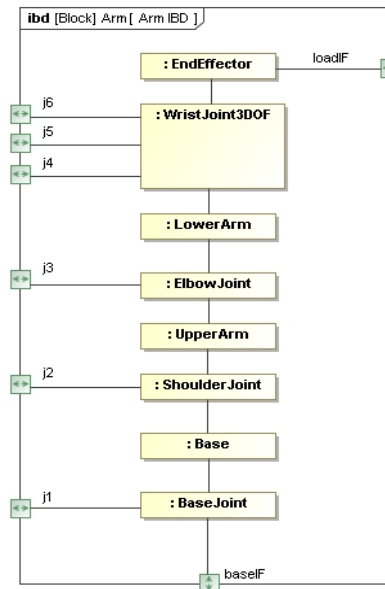 ibd [Block] Arm [ Arm IBD ]
: EndEffector
loadIF
j6
: WristJoint3DOF
j5
j4
: LowerArm
j3
: ElbowJoint
: UpperArm
j2
: ShoulderJoint
: Base
j1
: BaseJoint
baseIF